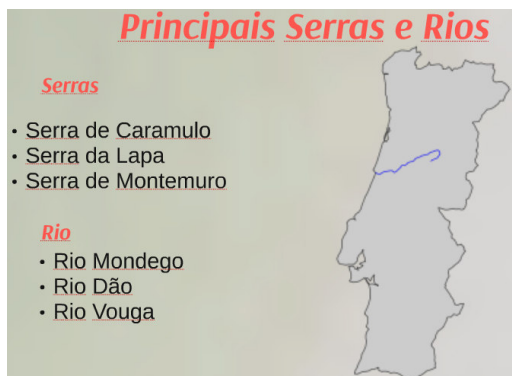 Principais Serras e Rios
Serras
• Serra de Caramulo
• Serra da Lapa
• Serra de Montemuro
Rio
• Rio Mondego
• Rio Dão
• Rio Vouga